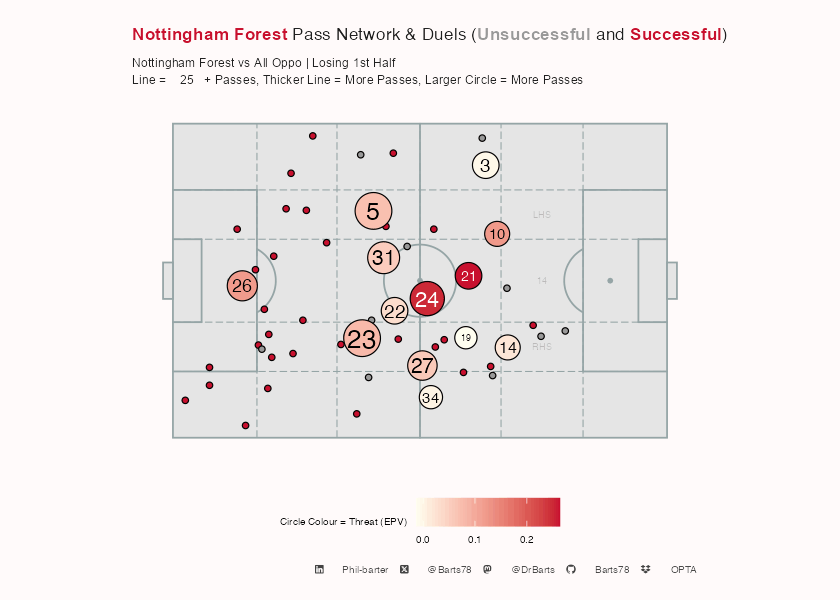 Nottingham Forest Pass Network & Duels (Unsuccessful and Successful)
Nottingham Forest vs All Oppo | Losing 1st Half
Line = 25 + Passes, Thicker Line = More Passes, Larger Circle = More Passes
3
5
LHS
10
31
21
14
26
24
22
23
19
14
RHS
27
34
Circle Colour = Threat (EPV)
0.0 0.1 0.2
Phil-barter @Barts78 @DrBarts Barts78 OPTA